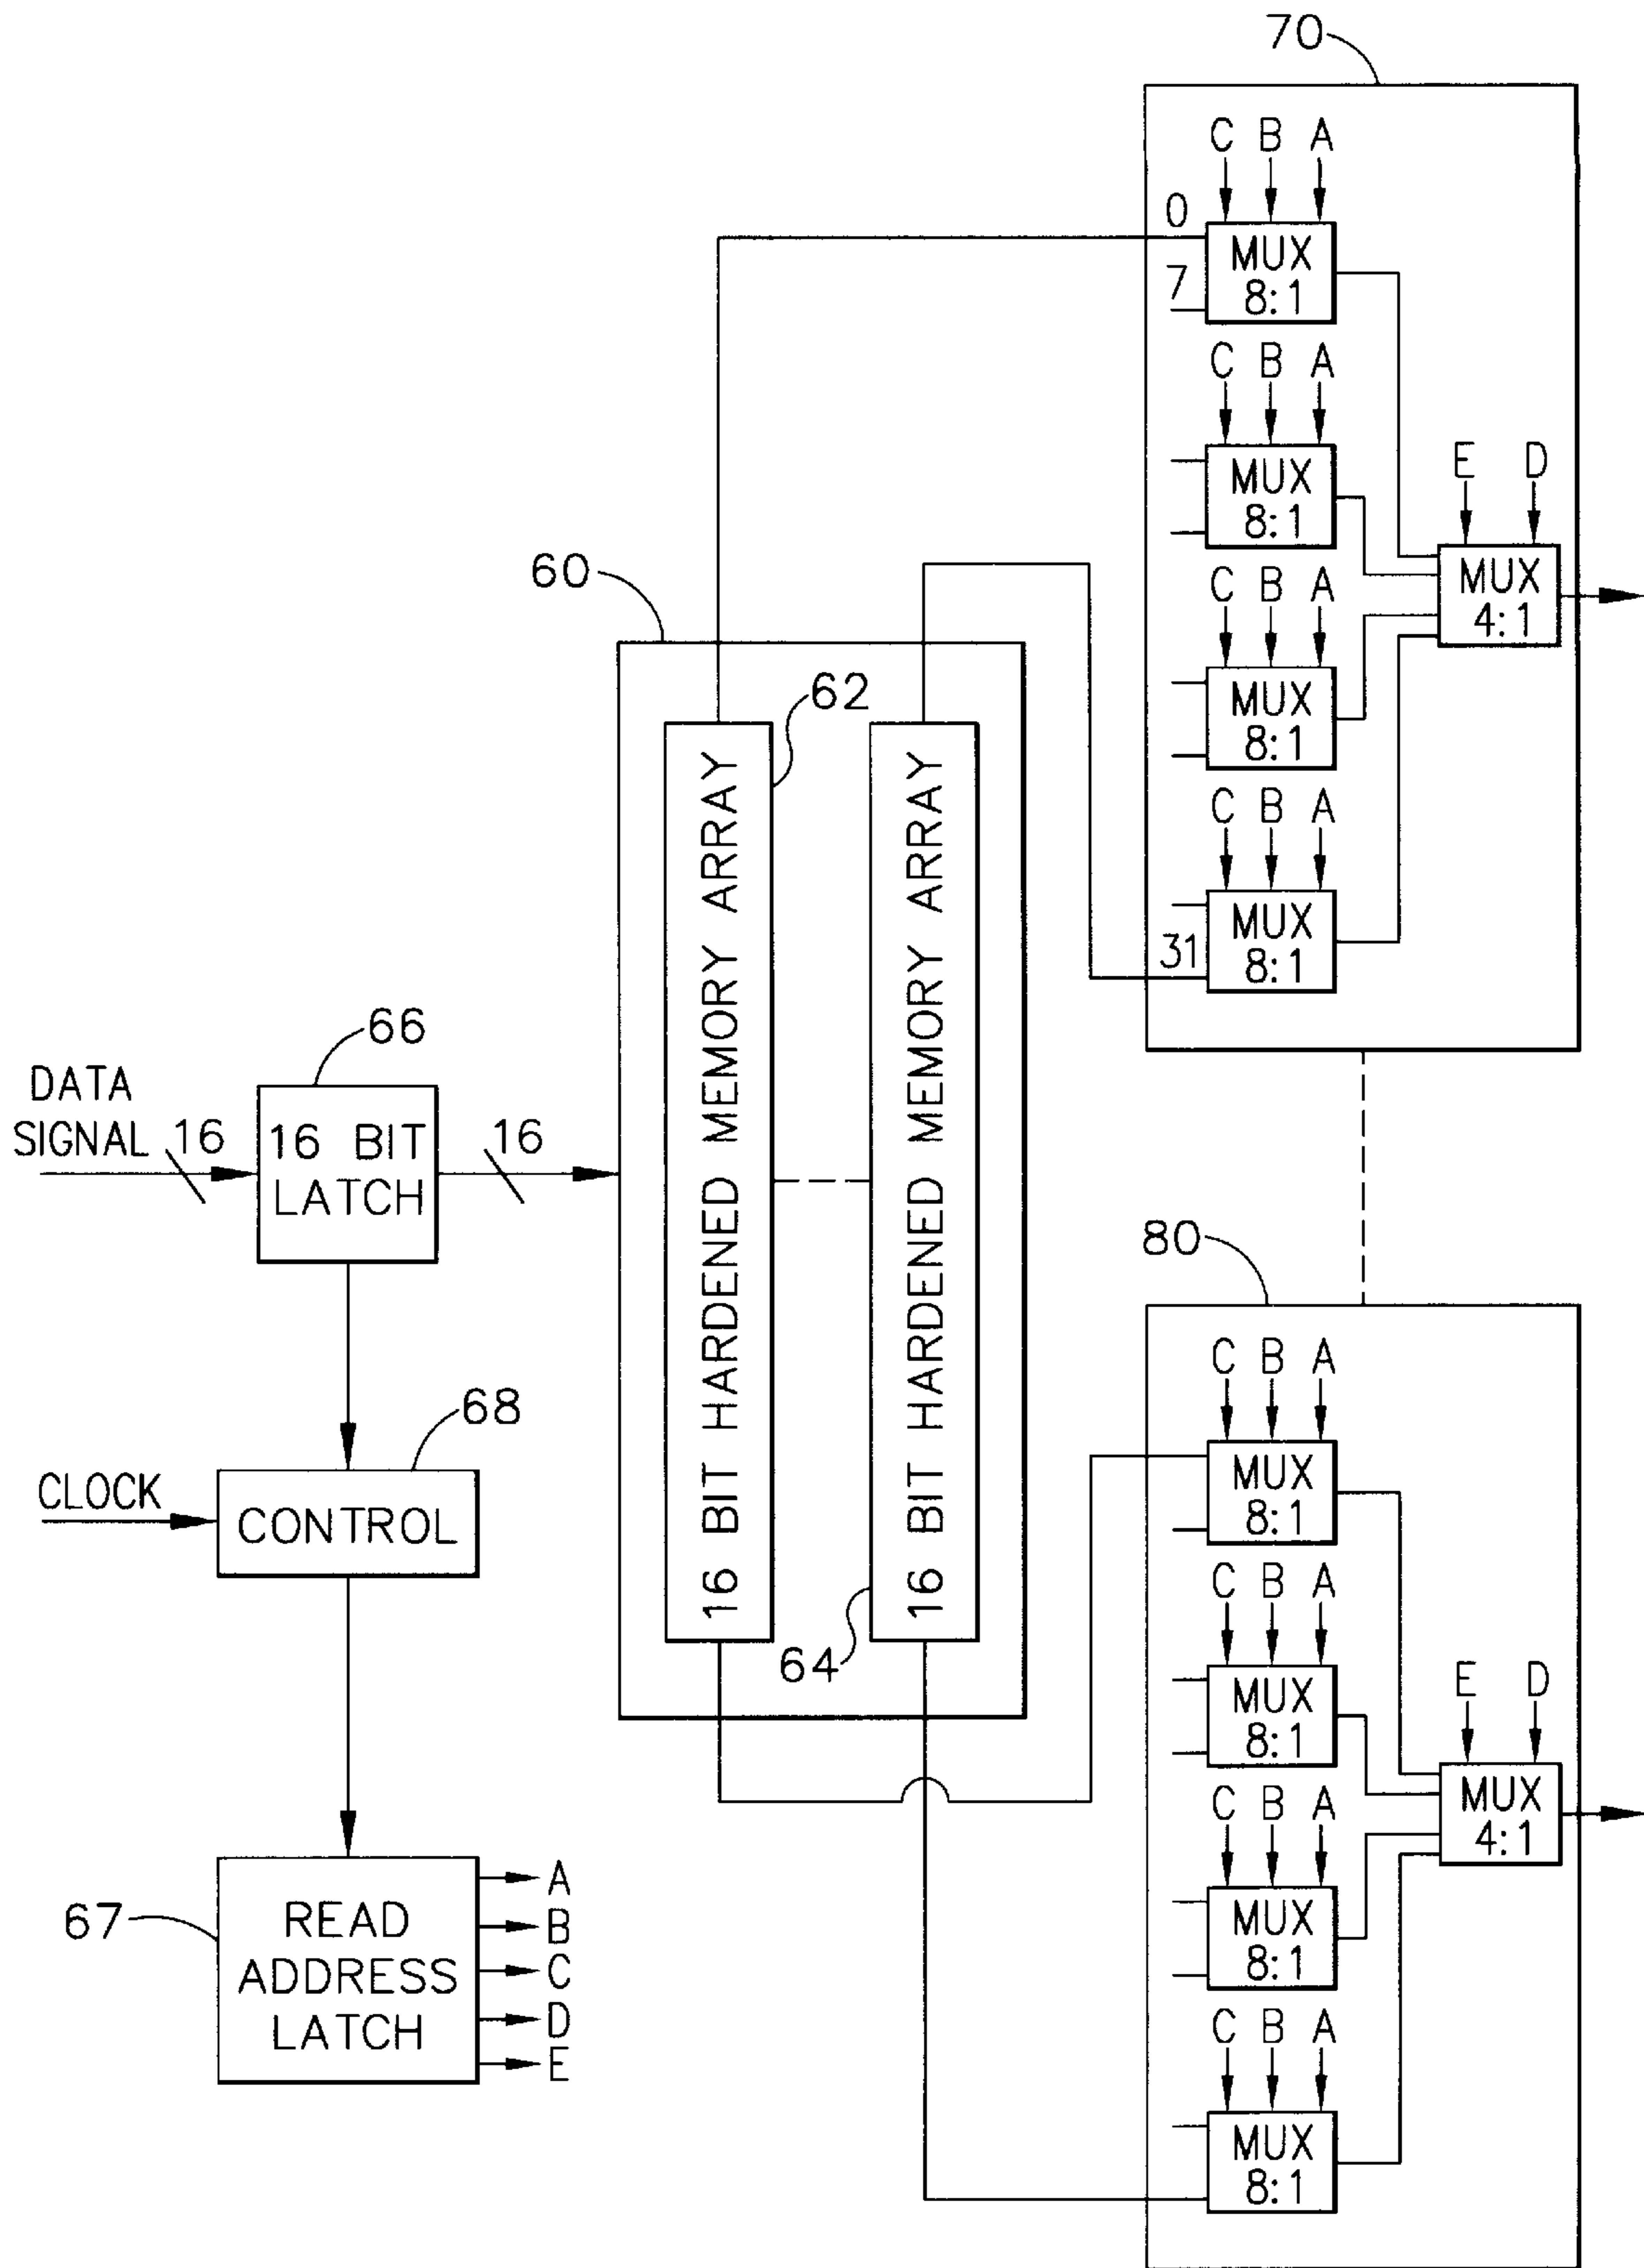 70
C B A
0
MUX
8:1
7
C B A
MUX
8:1
E D
MUX
4:1
C B A
MUX
8:1
C B A
MUX
8:1
31
60
62
16 BIT HARDENED MEMORY ARRAY
16 BIT HARDENED MEMORY ARRAY
64
66
DATA
SIGNAL
16
16 BIT
LATCH
16
68
CLOCK
CONTROL
67
READ
ADDRESS
LATCH
A
B
C
D
E
80
C B A
MUX
8:1
C B A
MUX
8:1
E D
MUX
4:1
C B A
MUX
8:1
C B A
MUX
8:1